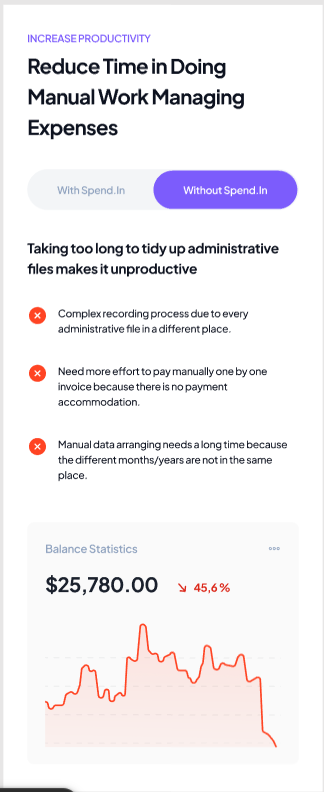 INCREASE PRODUCTIVITY
Reduce Time in Doing
Manual Work Managing
Expenses
With Spend.In
Without Spend.In
Taking too long to tidy up administrative
files makes it unproductive
Complex recording process due to every
administrative file in a different place.
Need more effort to pay manually one by one
invoice because there is no payment
accommodation.
Manual data arranging needs a long time because
the different months/years are not in the same
place.
Balance Statistics
$25,780.00
45,6%